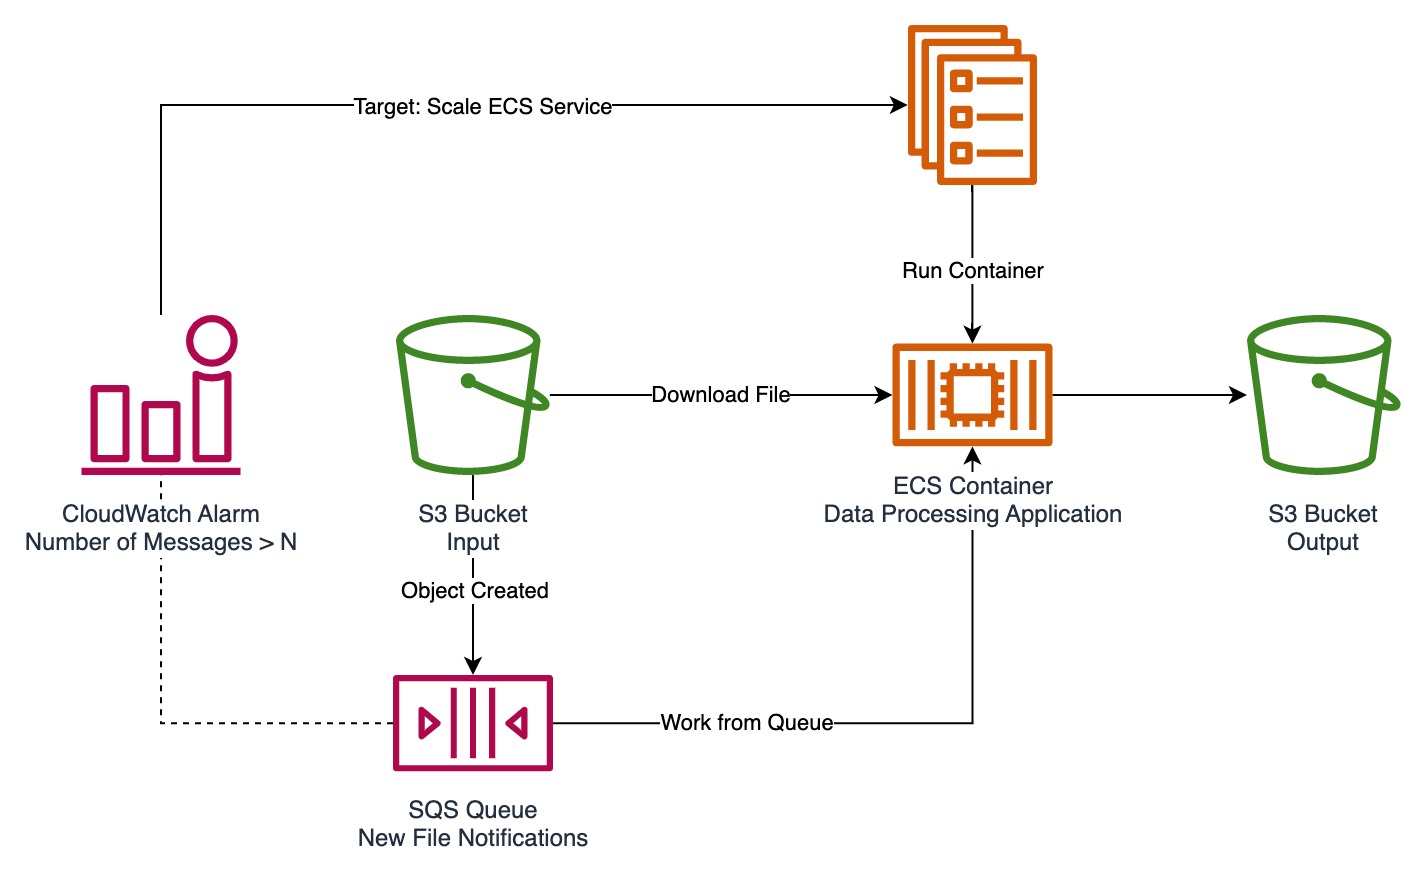 Target: Scale ECS Service
Run Container
Download File
ECS Container
Data Processing Application
CloudWatch Alarm
Number of Messages > N
S3 Bucket
Input
S3 Bucket
Output
Object Created
Work from Queue
SQS Queue
New File Notifications